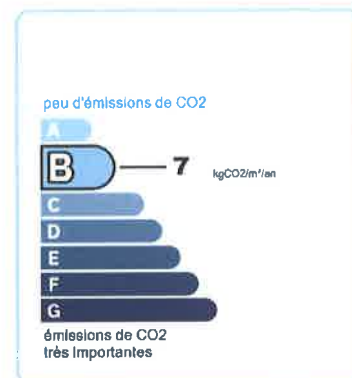 peu d'émissions de CO2
A
B 7 kgCO2/m²/an
C
D
E
F
G
émissions de CO2
très importantes